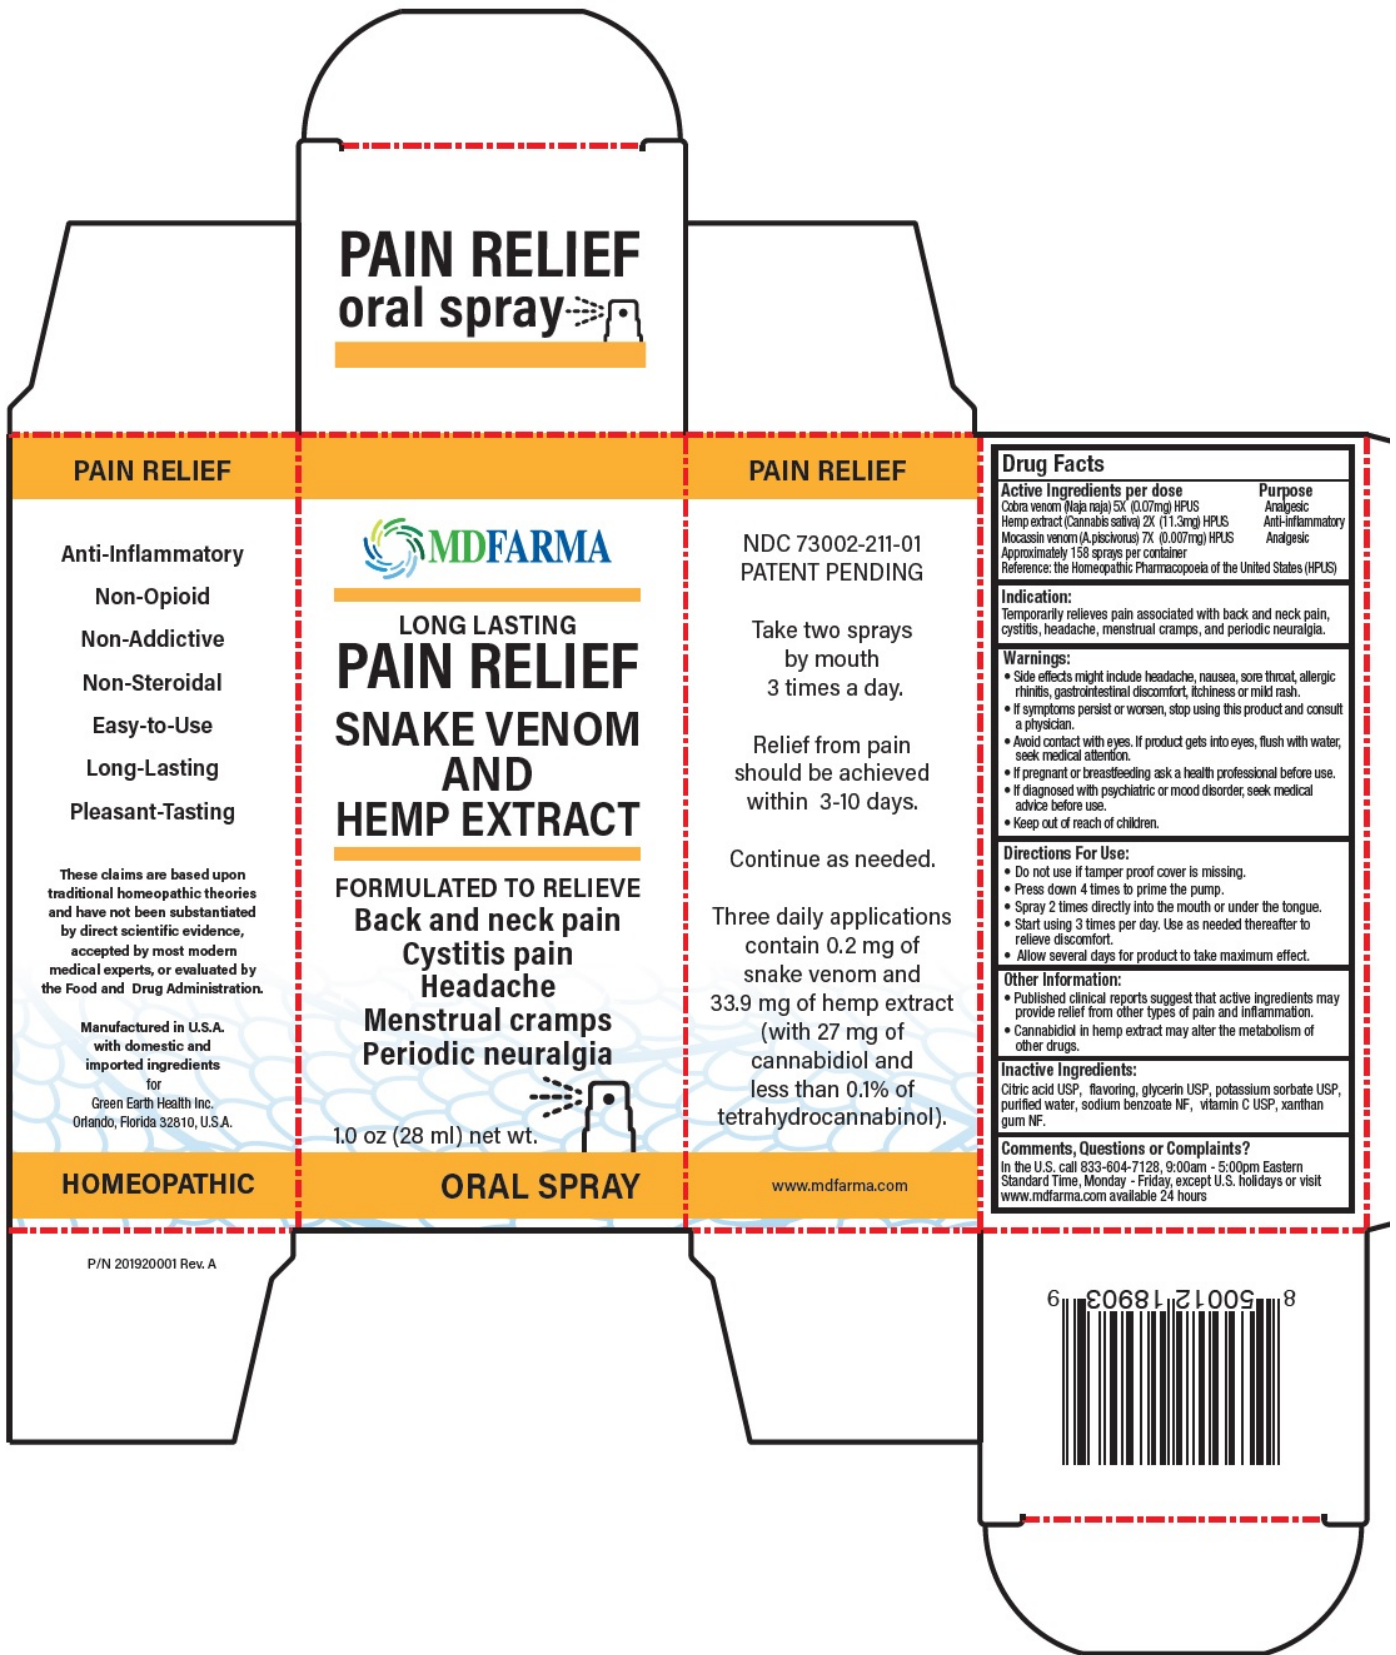 PAIN RELIEF
oral spray
PAIN RELIEF
Anti-Inflammatory
Non-Opioid
Non-Addictive
Non-Steroidal
Easy-to-Use
Long-Lasting
Pleasant-Tasting
These claims are based upon
traditional homeopathic theories
and have not been substantiated
by direct scientific evidence,
accepted by most modern
medical experts, or evaluated by
the Food and Drug Administration.
Manufactured in U.S.A.
with domestic and
imported ingredients
for
Green Earth Health Inc.
Orlando, Florida 32810, U.S.A.
HOMEOPATHIC
P/N 201920001 Rev. A
MDFARMA
LONG LASTING
PAIN RELIEF
SNAKE VENOM
AND
HEMP EXTRACT
FORMULATED TO RELIEVE
Back and neck pain
Cystitis pain
Headache
Menstrual cramps
Periodic neuralgia
1.0 oz (28 ml) net wt.
ORAL SPRAY
PAIN RELIEF
NDC 73002-211-01
PATENT PENDING
Take two sprays
by mouth
3 times a day.
Relief from pain
should be achieved
within 3-10 days.
Continue as needed.
Three daily applications
contain 0.2 mg of
snake venom and
33.9 mg of hemp extract
(with 27 mg of
cannabidiol and
less than 0.1% of
tetrahydrocannabinol).
www.mdfarma.com
Drug Facts
Active Ingredients per dose Purpose
Cobra venom (Naja naja) 5X (0.07mg) HPUS Analgesic
Hemp extract (Cannabis sativa) 2X (11.3mg) HPUS Anti-inflammatory
Mocassin venom (A.piscivorus) 7X (0.007mg) HPUS Analgesic
Approximately 158 sprays per container
Reference: the Homeopathic Pharmacopoeia of the United States (HPUS)
Indication:
Temporarily relieves pain associated with back and neck pain,
cystitis, headache, menstrual cramps, and periodic neuralgia.
Warnings:
• Side effects might include headache, nausea, sore throat, allergic
rhinitis, gastrointestinal discomfort, itchiness or mild rash.
• If symptoms persist or worsen, stop using this product and consult
a physician.
• Avoid contact with eyes. If product gets into eyes, flush with water,
seek medical attention.
• If pregnant or breastfeeding ask a health professional before use.
• If diagnosed with psychiatric or mood disorder, seek medical
advice before use.
• Keep out of reach of children.
Directions For Use:
• Do not use if tamper proof cover is missing.
• Press down 4 times to prime the pump.
• Spray 2 times directly into the mouth or under the tongue.
• Start using 3 times per day. Use as needed thereafter to
relieve discomfort.
• Allow several days for product to take maximum effect.
Other Information:
• Published clinical reports suggest that active ingredients may
provide relief from other types of pain and inflammation.
• Cannabidiol in hemp extract may alter the metabolism of
other drugs.
Inactive Ingredients:
Citric acid USP, flavoring, glycerin USP, potassium sorbate USP,
purified water, sodium benzoate NF, vitamin C USP, xanthan
gum NF.
Comments, Questions or Complaints?
In the U.S. call 833-604-7128, 9:00am - 5:00pm Eastern
Standard Time, Monday - Friday, except U.S. holidays or visit
www.mdfarma.com available 24 hours
8 50012 18903 9